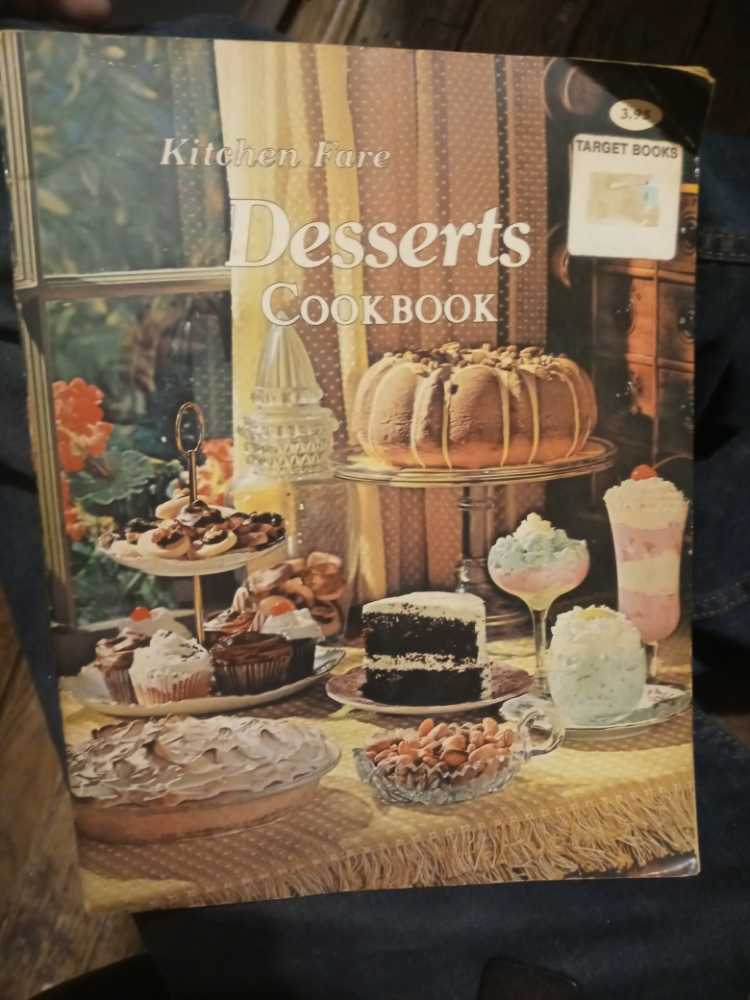 3.95
TARGET BOOKS
Kitchen Fare
Desserts
COOKBOOK